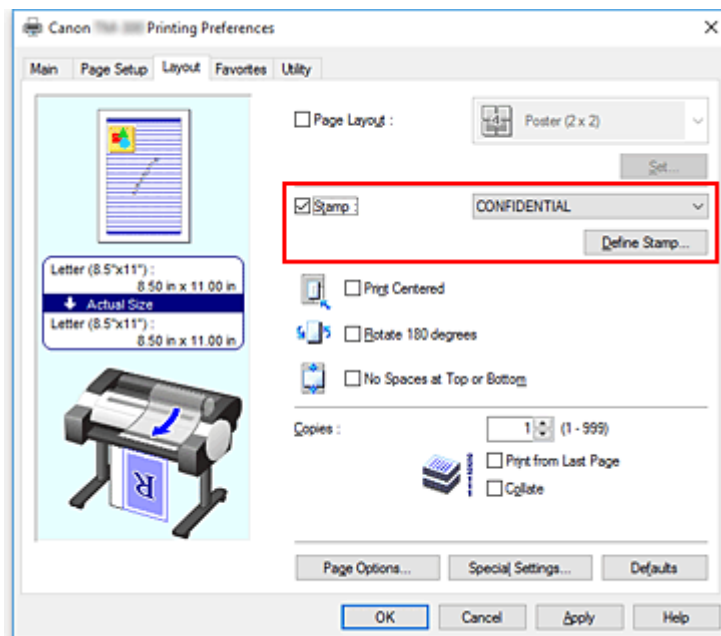 Canon Printing Preferences
Main Page Setup Layout Favorites Utility
Page Layout : Poster (2 x 2)
Set...
Stamp : CONFIDENTIAL
Define Stamp...
Letter (8.5"x11") :
8.50 in x 11.00 in
Actual Size
Letter (8.5"x11") :
8.50 in x 11.00 in
Print Centered
Rotate 180 degrees
No Spaces at Top or Bottom
Copies : 1 (1 - 999)
Print from Last Page
Collate
R
Page Options... Special Settings... Defaults
OK Cancel Apply Help